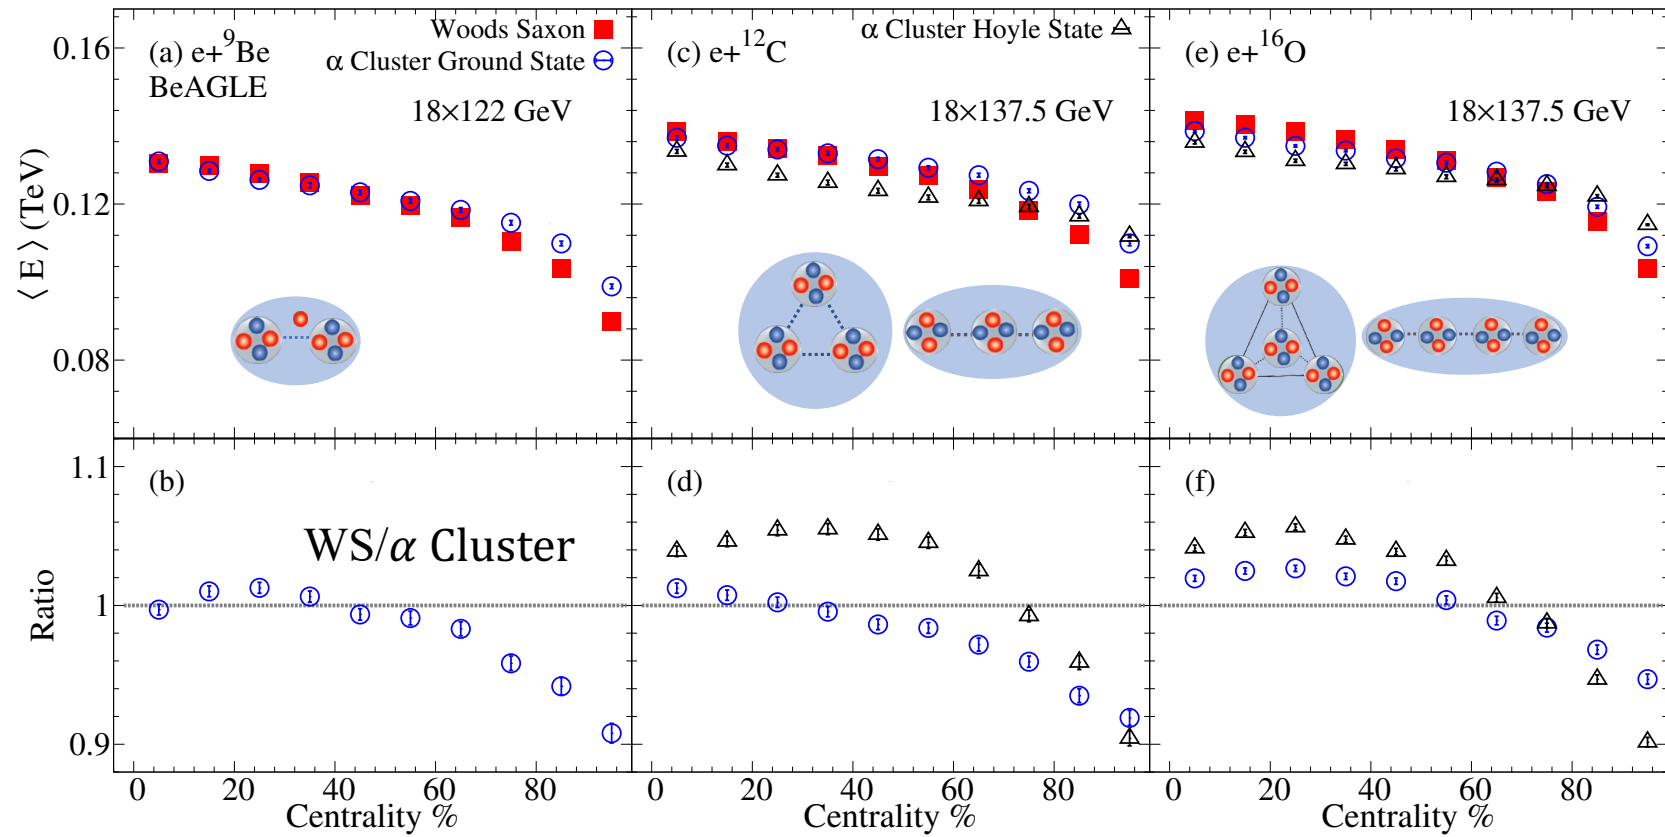 Woods Saxon
α Cluster Ground State
α Cluster Hoyle State
(a) e+⁹Be
BeAGLE
18×122 GeV
(c) e+¹²C
18×137.5 GeV
(e) e+¹⁶O
18×137.5 GeV
⟨E⟩ (TeV)
0.16
0.12
0.08
(b)
WS/α Cluster
(d)
(f)
Ratio
1.1
1
0.9
0 20 40 60 80
0 20 40 60 80
0 20 40 60 80
Centrality %
Centrality %
Centrality %